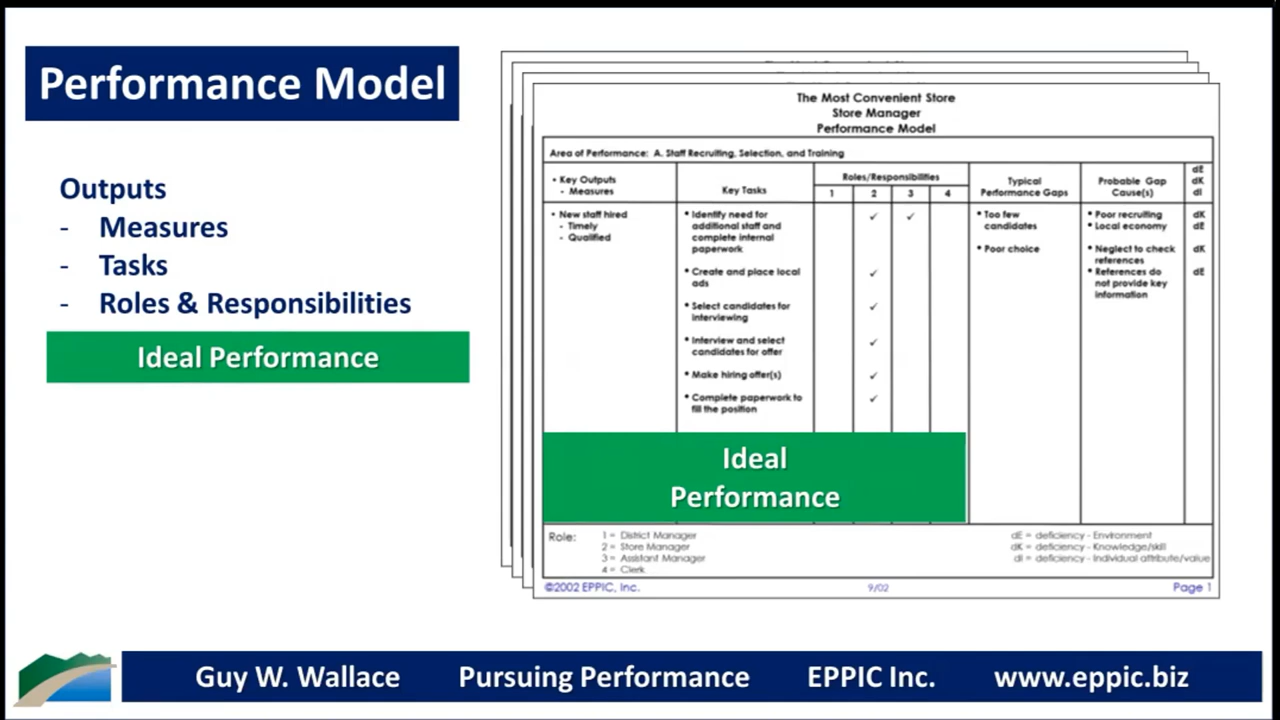 Performance Model
Outputs
- Measures
- Tasks
- Roles & Responsibilities
Ideal Performance
The Most Convenient Store
Store Manager
Performance Model
Area of Performance: A. Staff Recruiting, Selection, and Training
• Key Outputs
- Measures
Key Tasks
Roles/Responsibilities
1 2 3 4
Typical
Performance Gaps
Probable Gap
Cause(s)
dE
dK
dI
• New staff hired
- Timely
- Qualified
• Identify need for
additional staff and
complete internal
paperwork
✓ ✓
• Create and place local
ads
✓
• Select candidates for
interviewing
✓
• Interview and select
candidates for offer
✓
• Make hiring offer(s)
✓
• Complete paperwork to
fill the position
✓
• Too few
candidates
• Poor choice
• Poor recruiting
• Local economy
• Neglect to check
references
• References do
not provide key
information
dK
dE
dK
dE
Ideal
Performance
Role:
1 = District Manager
2 = Store Manager
3 = Assistant Manager
4 = Clerk
dE = deficiency - Environment
dK = deficiency - Knowledge/skill
dI = deficiency - Individual attribute/value
©2002 EPPIC, Inc.
9/02
Page 1
Guy W. Wallace Pursuing Performance EPPIC Inc. www.eppic.biz